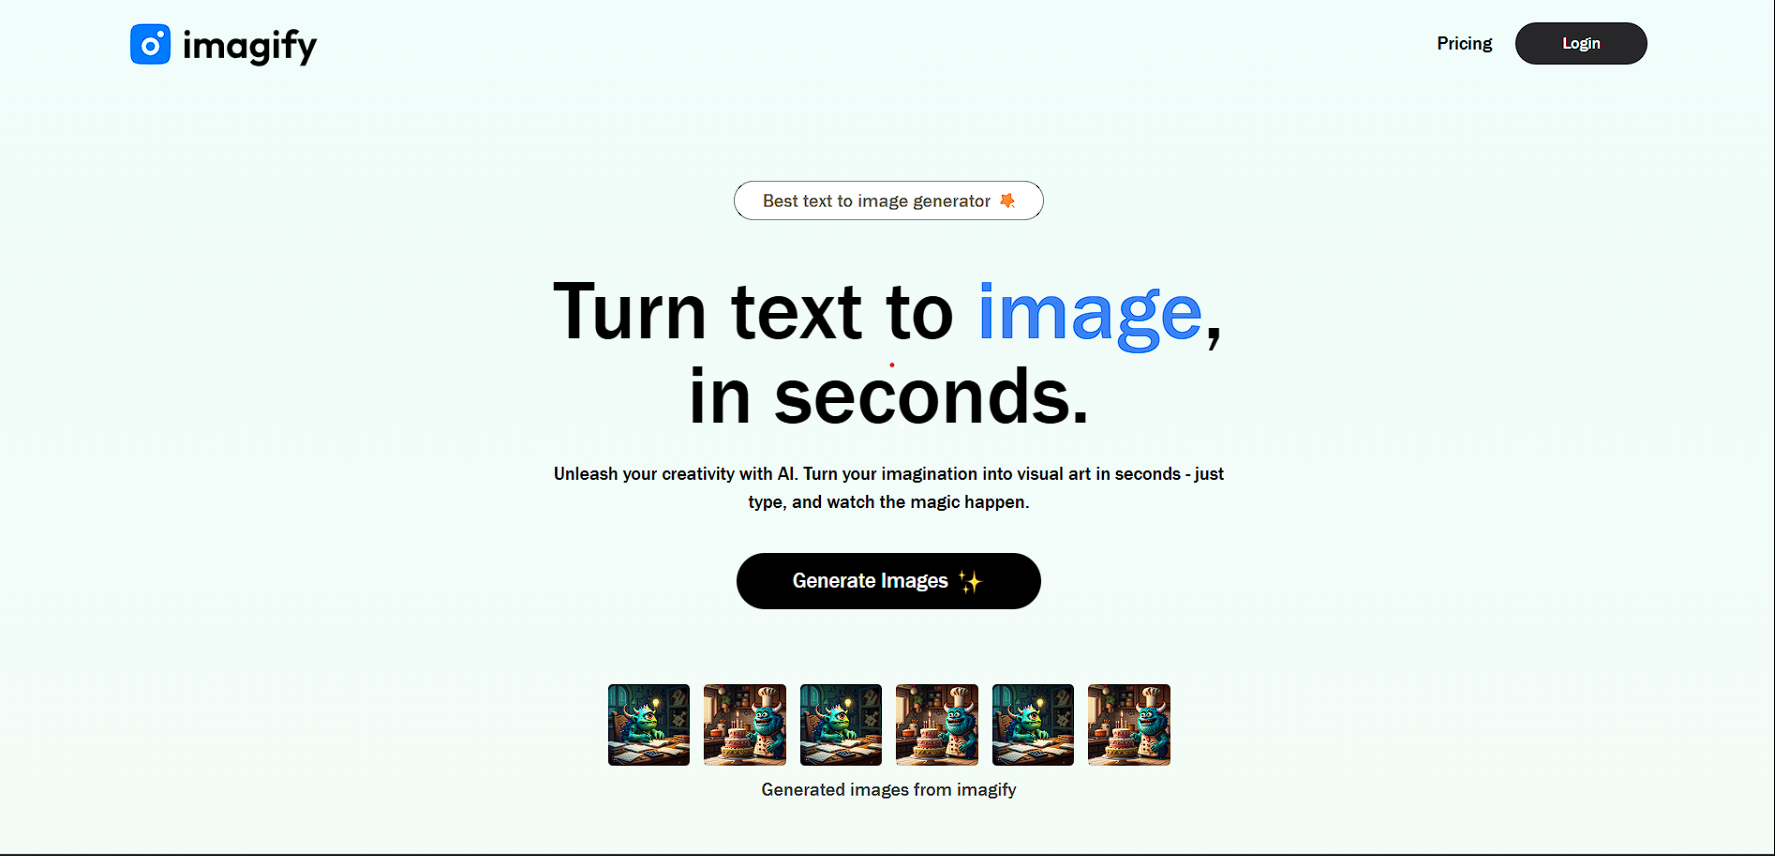 imagify
Pricing
Login
Best text to image generator
Turn text to image,
in seconds.
Unleash your creativity with AI. Turn your imagination into visual art in seconds - just
type, and watch the magic happen.
Generate Images ✨
Generated images from imagify